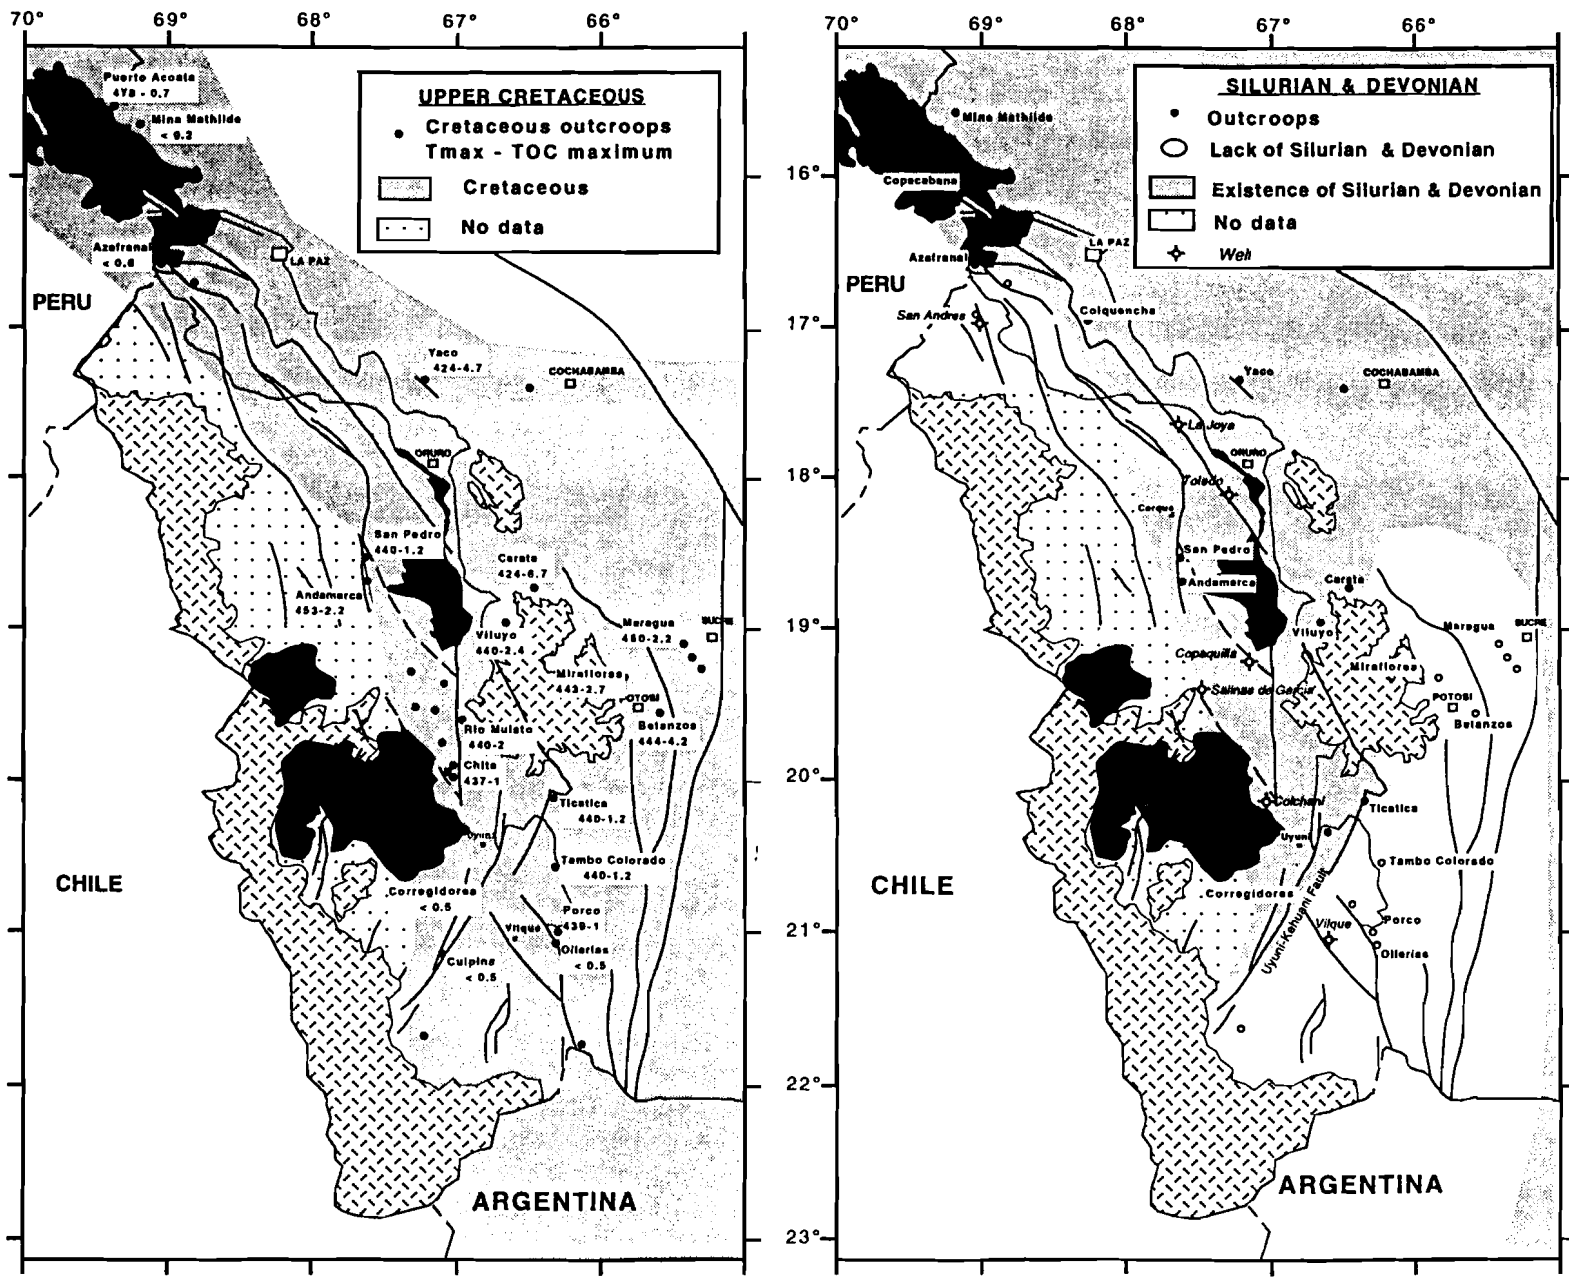 70°
69°
68°
67°
66°
Puerto Acosta
478 - 0.7
Mina Mathilde
< 0.2
UPPER CRETACEOUS
Cretaceous outcroops
Tmax - TOC maximum
Cretaceous
No data
Azafranal
< 0.6
LA PAZ
PERU
Yaco
424-4.7
COCHABAMBA
ORURO
San Pedro
440-1.2
Carata
424-6.7
Andamarca
453-2.2
Viluyo
440-2.4
Maragua
450-2.2
SUCRE
Miraflores
443-2.7
POTOSI
Betanzos
444-4.2
Rio Mulato
440-2
Chita
437-1
Ticatica
440-1.2
Uyuni
Tambo Colorado
440-1.2
CHILE
Corregidores
< 0.5
Porco
439-1
Vilque
Ollerias
< 0.5
Culpina
< 0.5
ARGENTINA
70°
69°
68°
67°
66°
16°
17°
18°
19°
20°
21°
22°
23°
SILURIAN & DEVONIAN
Outcroops
Lack of Silurian & Devonian
Existence of Silurian & Devonian
No data
Well
Mina Mathilde
Copacabana
LA PAZ
Azafranal
PERU
San Andres
Colquencha
Yaco
COCHABAMBA
La Joya
ORURO
Toledo
Corque
San Pedro
Andamarca
Carata
Viluyo
Maragua
SUCRE
Copaquilla
Miraflores
Salinas de Garcia
POTOSI
Betanzos
Colchani
Ticatica
Uyuni
Tambo Colorado
CHILE
Corregidores
Uyuni-Kehuani Fault
Vilque
Porco
Ollerias
ARGENTINA